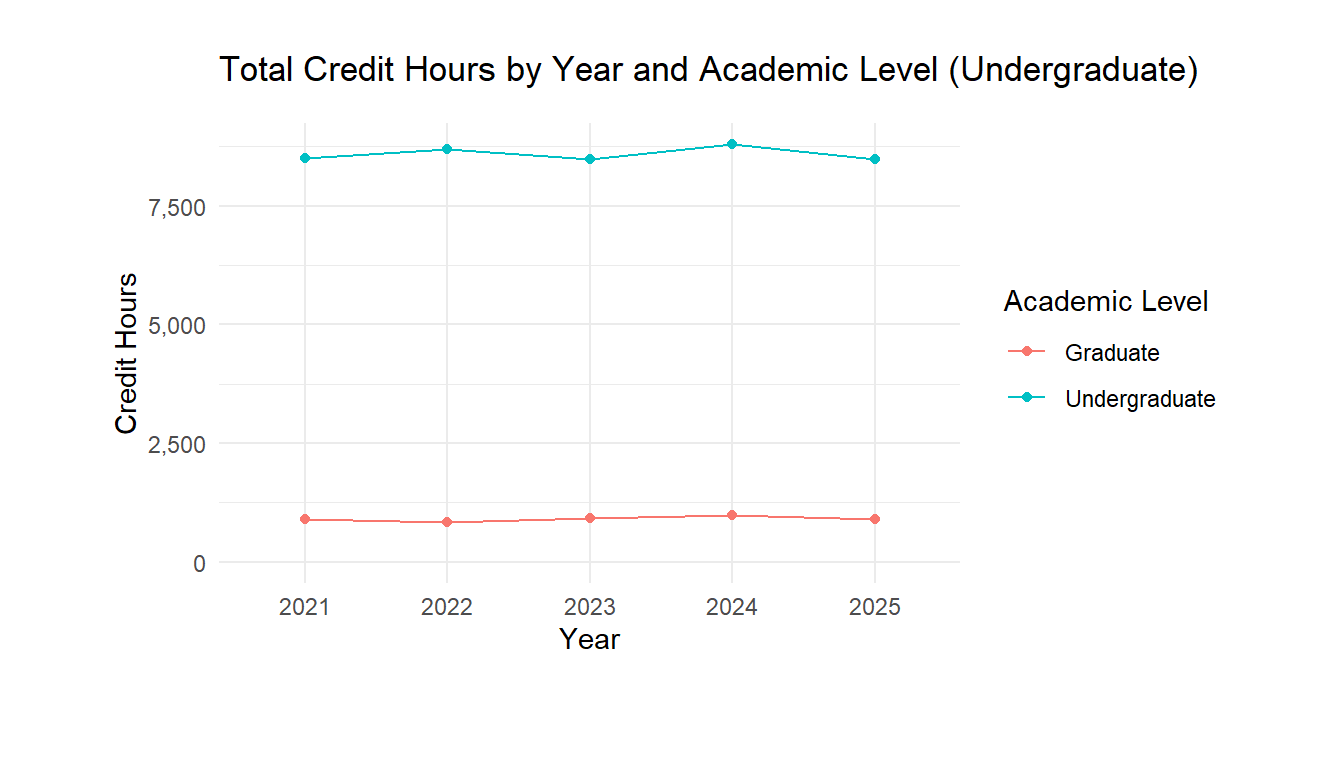 Total Credit Hours by Year and Academic Level (Undergraduate)
Credit Hours
7,500
5,000
2,500
0
2021 2022 2023 2024 2025
Year
Academic Level
Graduate
Undergraduate